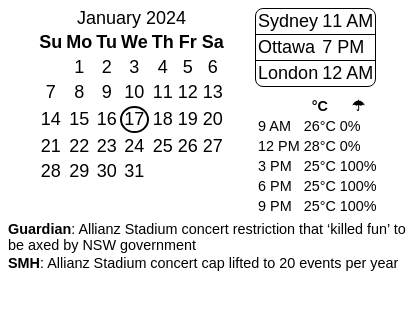 January 2024
Su Mo Tu We Th Fr Sa
1 2 3 4 5 6
7 8 9 10 11 12 13
14 15 16 17 18 19 20
21 22 23 24 25 26 27
28 29 30 31
Sydney 11 AM
Ottawa 7 PM
London 12 AM
°C ☂
9 AM 26°C 0%
12 PM 28°C 0%
3 PM 25°C 100%
6 PM 25°C 100%
9 PM 25°C 100%
Guardian: Allianz Stadium concert restriction that ‘killed fun’ to
be axed by NSW government
SMH: Allianz Stadium concert cap lifted to 20 events per year